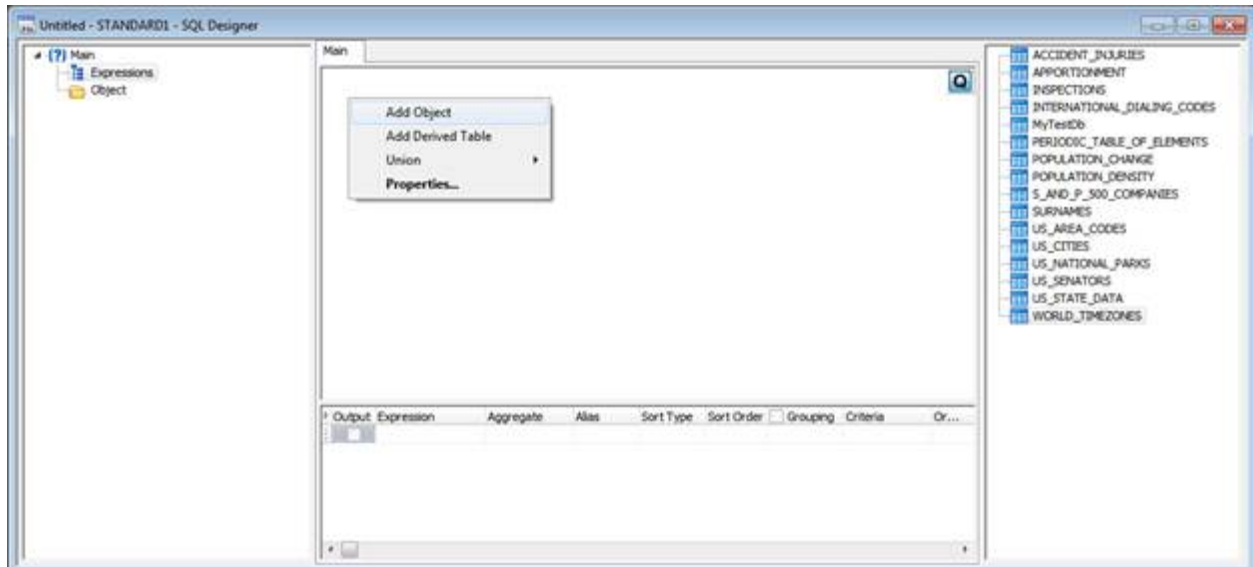 Untitled - STANDARD1 - SQL Designer
Main
Expressions
Object
Main
Q
Add Object
Add Derived Table
Union
Properties...
Output Expression Aggregate Alias Sort Type Sort Order Grouping Criteria Or...
ACCIDENT_INJURIES
APPORTIONMENT
INSPECTIONS
INTERNATIONAL_DIALING_CODES
MyTestDb
PERIODIC_TABLE_OF_ELEMENTS
POPULATION_CHANGE
POPULATION_DENSITY
S_AND_P_500_COMPANIES
SURNAMES
US_AREA_CODES
US_CITIES
US_NATIONAL_PARKS
US_SENATORS
US_STATE_DATA
WORLD_TIMEZONES